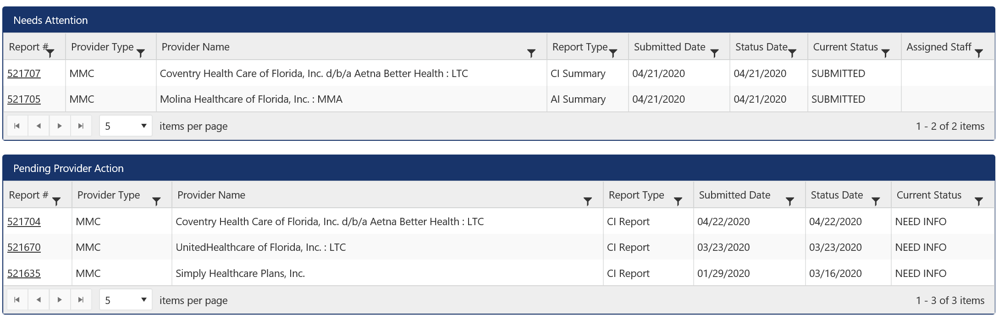 Needs Attention
Report # Provider Type Provider Name Report Type Submitted Date Status Date Current Status Assigned Staff
521707 MMC Coventry Health Care of Florida, Inc. d/b/a Aetna Better Health : LTC CI Summary 04/21/2020 04/21/2020 SUBMITTED
521705 MMC Molina Healthcare of Florida, Inc. : MMA AI Summary 04/21/2020 04/21/2020 SUBMITTED
5 items per page 1 - 2 of 2 items
Pending Provider Action
Report # Provider Type Provider Name Report Type Submitted Date Status Date Current Status
521704 MMC Coventry Health Care of Florida, Inc. d/b/a Aetna Better Health : LTC CI Report 04/22/2020 04/22/2020 NEED INFO
521670 MMC UnitedHealthcare of Florida, Inc. : LTC CI Report 03/23/2020 03/23/2020 NEED INFO
521635 MMC Simply Healthcare Plans, Inc. CI Report 01/29/2020 03/16/2020 NEED INFO
5 items per page 1 - 3 of 3 items